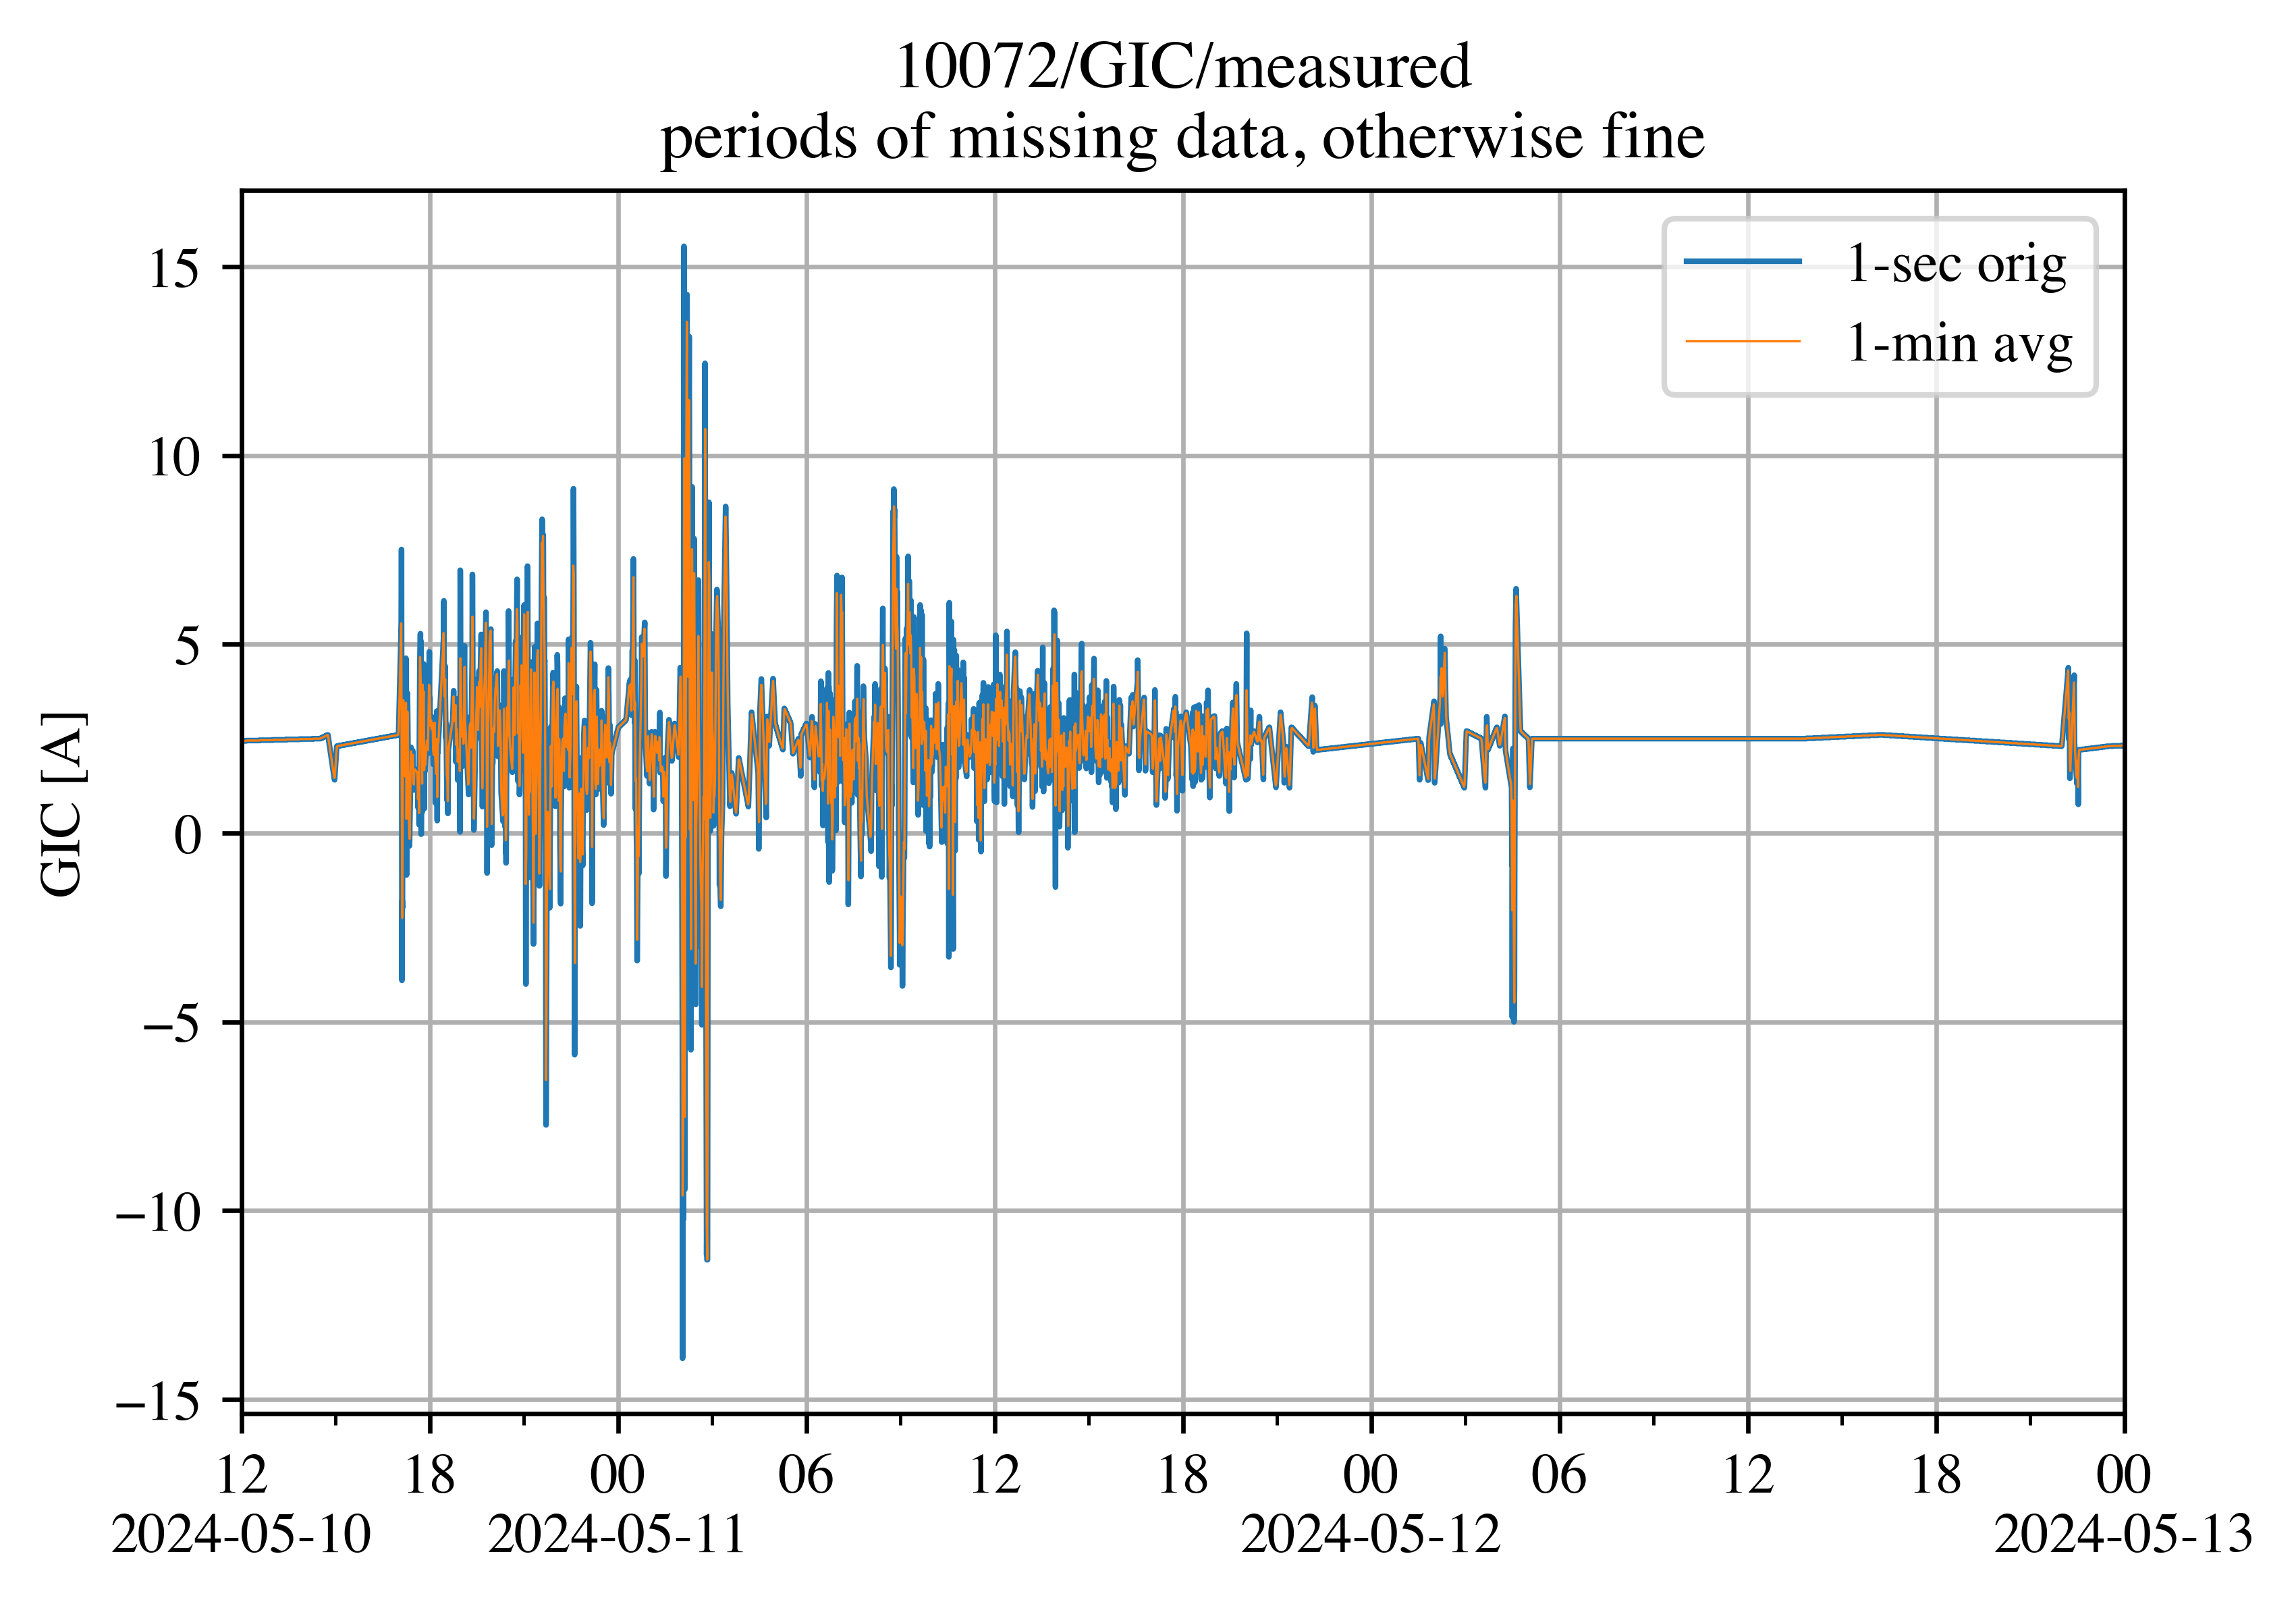 10072/GIC/measured
periods of missing data, otherwise fine
1-sec orig
1-min avg
GIC [A]
15
10
5
0
−5
−10
−15
12 18 00 06 12 18 00 06 12 18 00
2024-05-10 2024-05-11 2024-05-12 2024-05-13